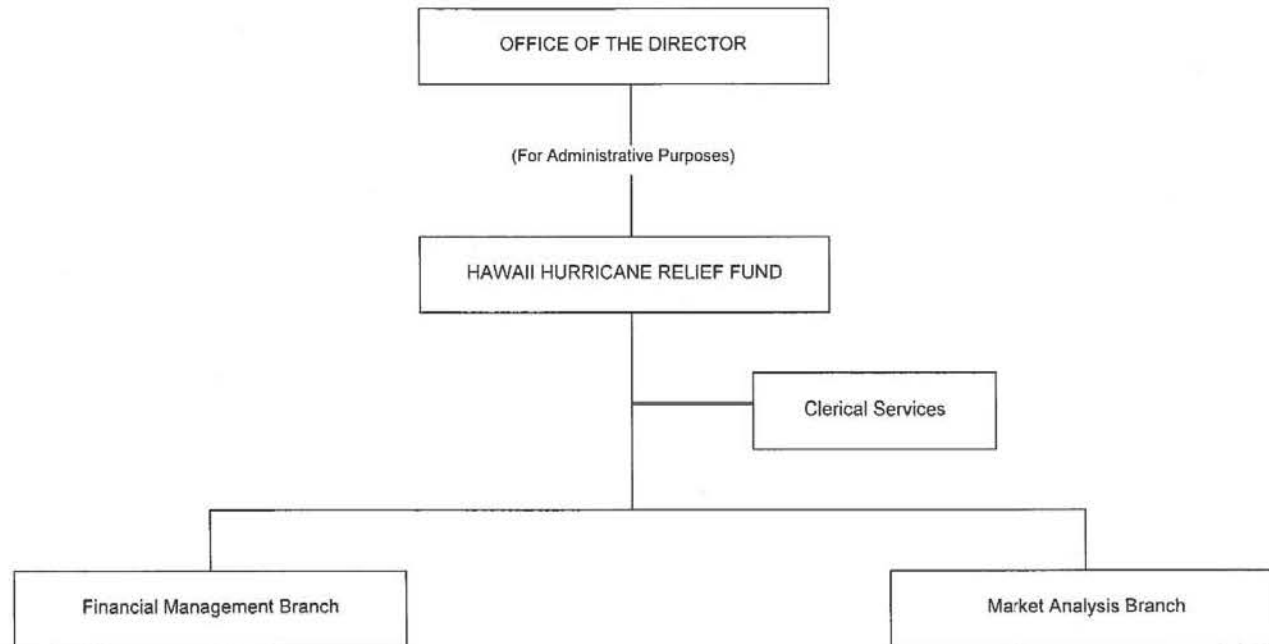 OFFICE OF THE DIRECTOR
(For Administrative Purposes)
HAWAII HURRICANE RELIEF FUND
Clerical Services
Financial Management Branch
Market Analysis Branch